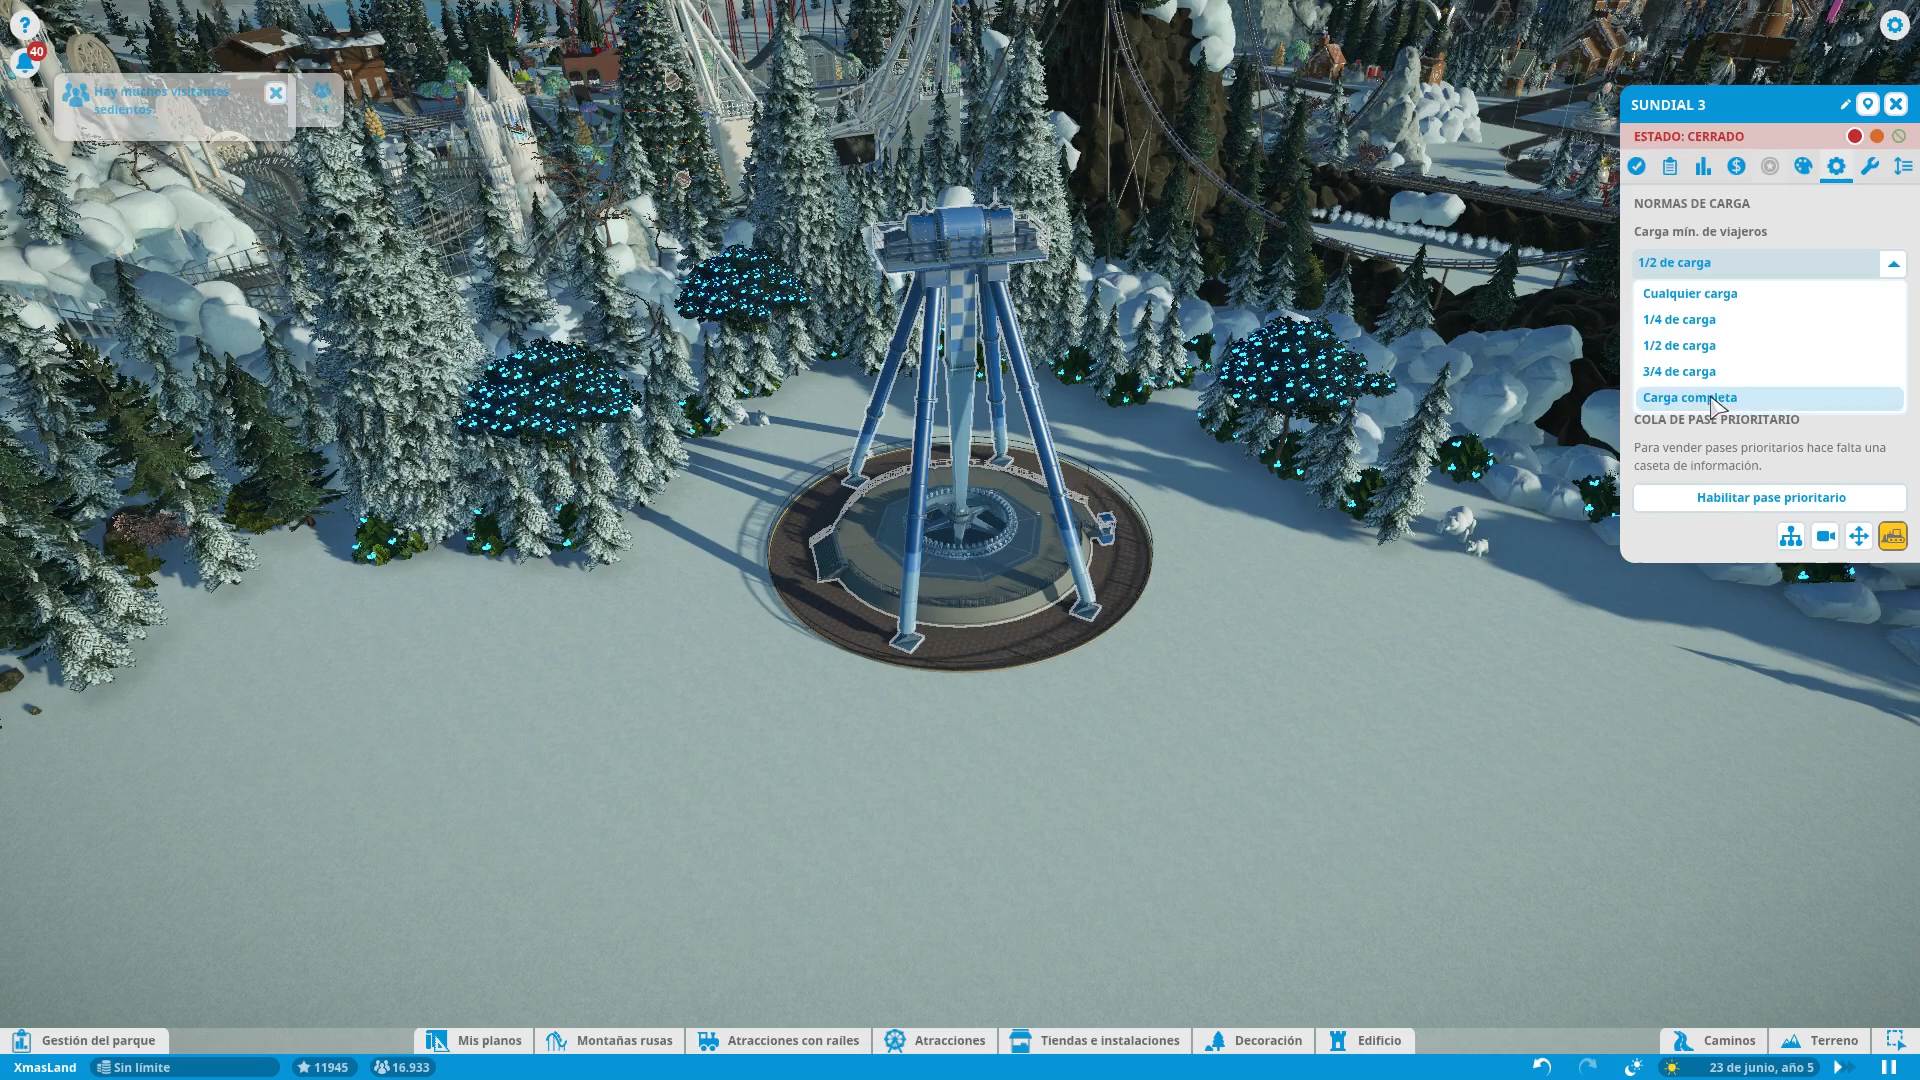 ?
40
Hay muchos visitantes
sedientos
+1
SUNDIAL 3
ESTADO: CERRADO
NORMAS DE CARGA
Carga mín. de viajeros
1/2 de carga
Cualquier carga
1/4 de carga
1/2 de carga
3/4 de carga
Carga completa
COLA DE PASE PRIORITARIO
Para vender pases prioritarios hace falta una
caseta de información.
Habilitar pase prioritario
Gestión del parque
Mis planos
Montañas rusas
Atracciones con raíles
Atracciones
Tiendas e instalaciones
Decoración
Edificio
Caminos
Terreno
XmasLand
Sin límite
11945
16.933
23 de junio, año 5